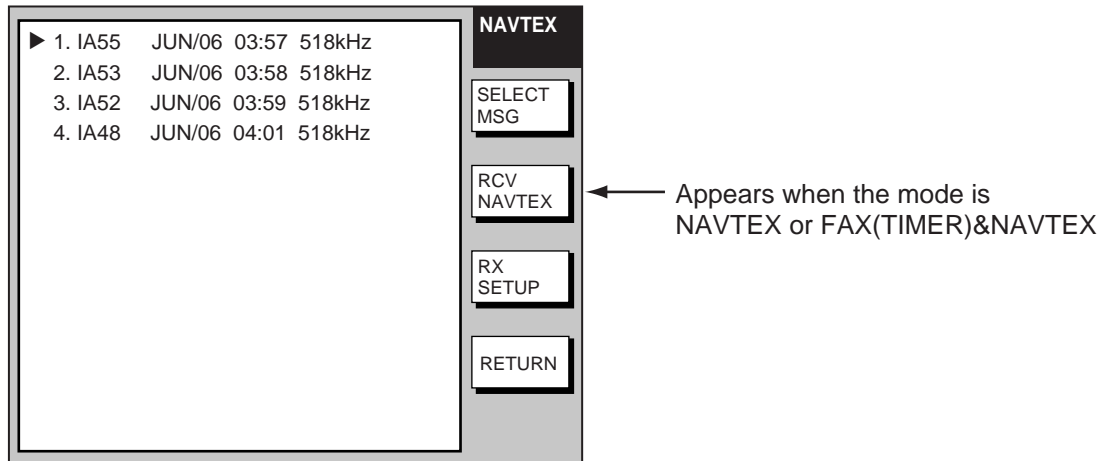 ▶ 1. IA55 JUN/06 03:57 518kHz
2. IA53 JUN/06 03:58 518kHz
3. IA52 JUN/06 03:59 518kHz
4. IA48 JUN/06 04:01 518kHz
NAVTEX
SELECT
MSG
RCV
NAVTEX
RX
SETUP
RETURN
Appears when the mode is
NAVTEX or FAX(TIMER)&NAVTEX